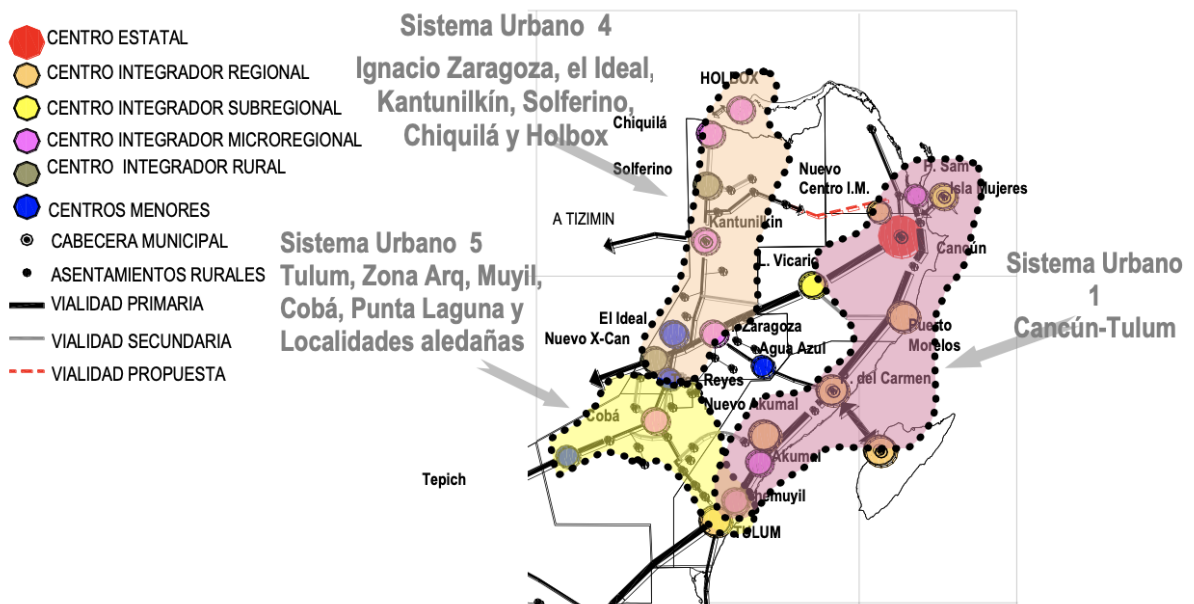 CENTRO ESTATAL
CENTRO INTEGRADOR REGIONAL
CENTRO INTEGRADOR SUBREGIONAL
CENTRO INTEGRADOR MICROREGIONAL
CENTRO INTEGRADOR RURAL
CENTROS MENORES
CABECERA MUNICIPAL
ASENTAMIENTOS RURALES
VIALIDAD PRIMARIA
VIALIDAD SECUNDARIA
VIALIDAD PROPUESTA
Sistema Urbano 4
Ignacio Zaragoza, el Ideal,
Kantunilkín, Solferino,
Chiquilá y Holbox
Sistema Urbano 5
Tulum, Zona Arq, Muyil,
Cobá, Punta Laguna y
Localidades aledañas
Sistema Urbano
1
Cancún-Tulum
HOLBOX
Chiquilá
Solferino
Nuevo
Centro I.M.
P. Sam
Isla Mujeres
A TIZIMIN
Kantunilkín
Cancún
L. Vicario
El Ideal
Nuevo X-Can
Zaragoza
Agua Azul
Puerto
Morelos
Reyes
P. del Carmen
Nuevo Akumal
Cobá
Akumal
Tepich
Chemuyil
TULUM